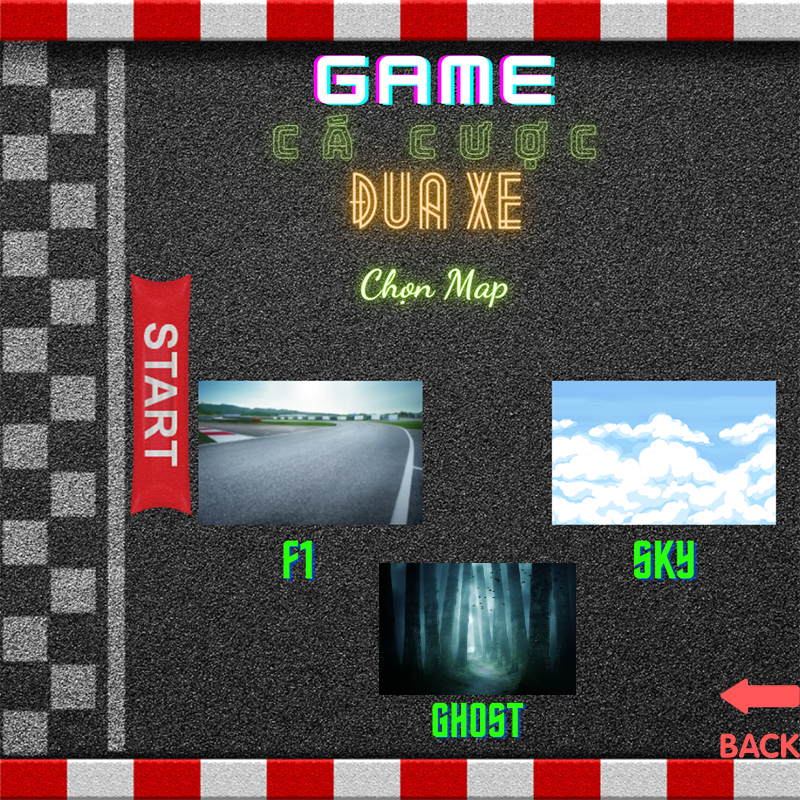 GAME
CÁ CƯỢC
ĐUA XE
Chọn Map
START
F1
SKY
GHOST
BACK